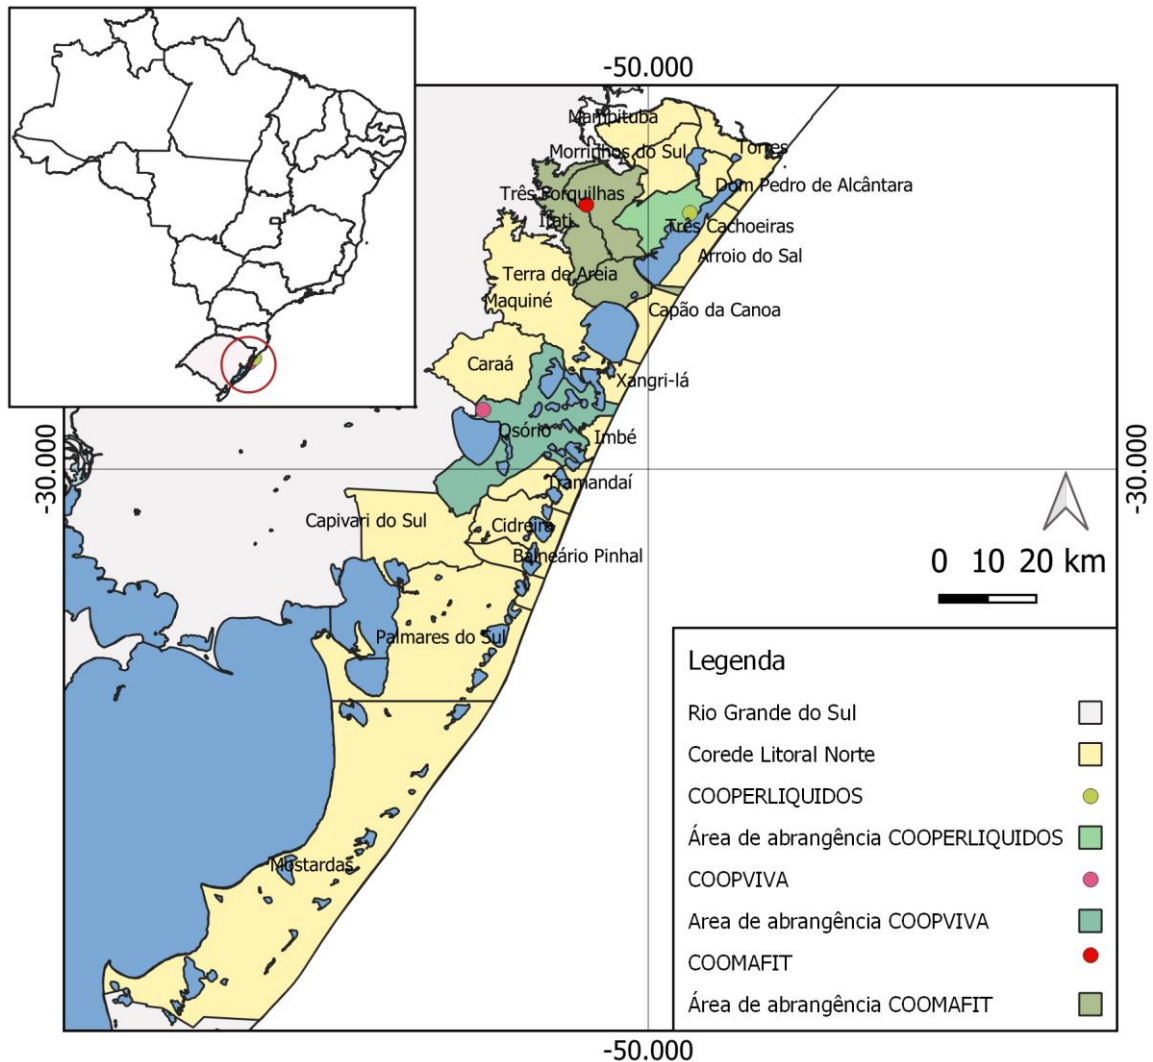 -50.000
Mampituba
Torres
Morrinhos do Sul
Dom Pedro de Alcântara
Três Forquilhas
Itati
Três Cachoeiras
Arroio do Sal
Terra de Areia
Maquiné
Capão da Canoa
Caraá
Xangri-lá
Osório
Imbé
-30.000
-30.000
Tramandaí
Capivari do Sul
Cidreira
Balneário Pinhal
0 10 20 km
Palmares do Sul
Mostardas
Legenda
Rio Grande do Sul
Corede Litoral Norte
COOPERLIQUIDOS
Área de abrangência COOPERLIQUIDOS
COOPVIVA
Area de abrangência COOPVIVA
COOMAFIT
Área de abrangência COOMAFIT
-50.000